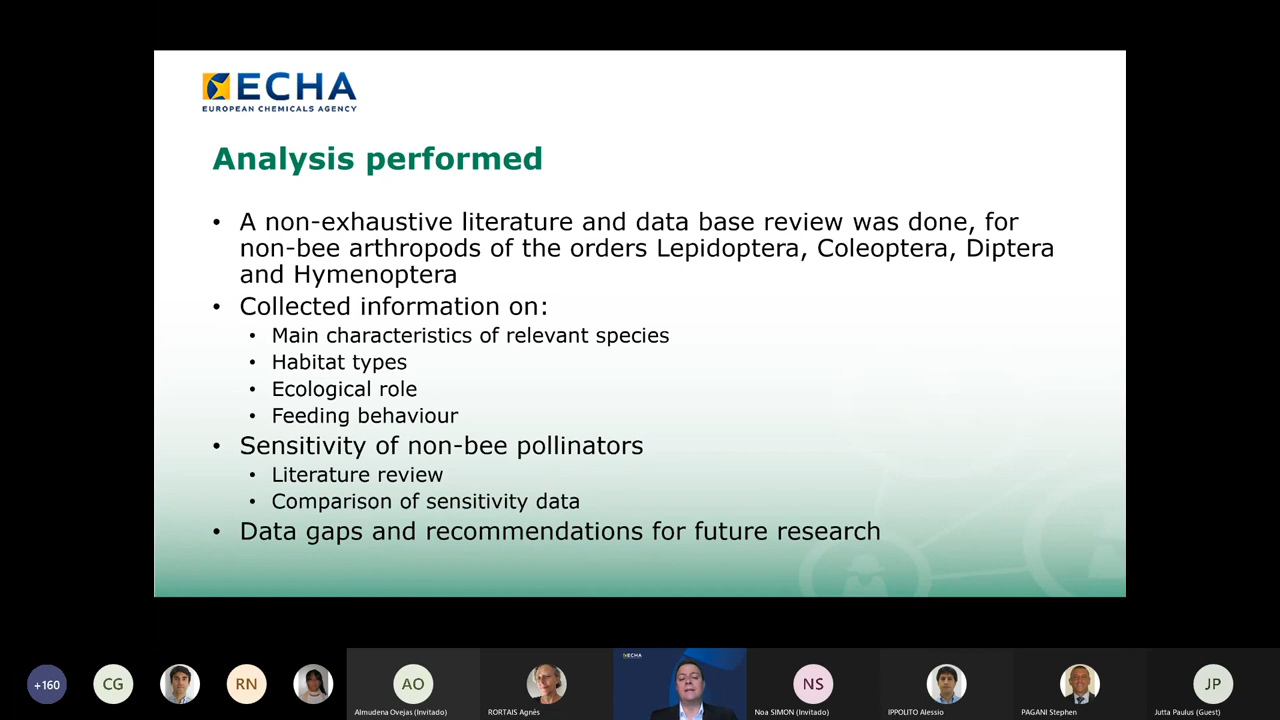 ECHA
EUROPEAN CHEMICALS AGENCY
Analysis performed
• A non-exhaustive literature and data base review was done, for
non-bee arthropods of the orders Lepidoptera, Coleoptera, Diptera
and Hymenoptera
• Collected information on:
• Main characteristics of relevant species
• Habitat types
• Ecological role
• Feeding behaviour
• Sensitivity of non-bee pollinators
• Literature review
• Comparison of sensitivity data
• Data gaps and recommendations for future research
+160
CG
RN
AO
Almudena Ovejas (Invitado)
RORTAIS Agnès
ECHA
NS
Noa SIMON (Invitado)
IPPOLITO Alessio
PAGANI Stephen
JP
Jutta Paulus (Guest)